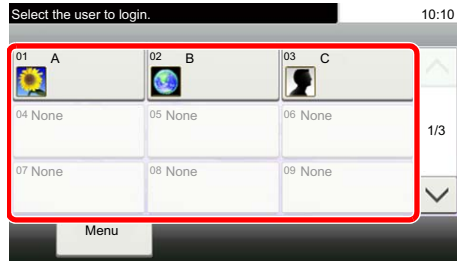 Select the user to login. 10:10
01 A 02 B 03 C
04 None 05 None 06 None
1/3
07 None 08 None 09 None
Menu